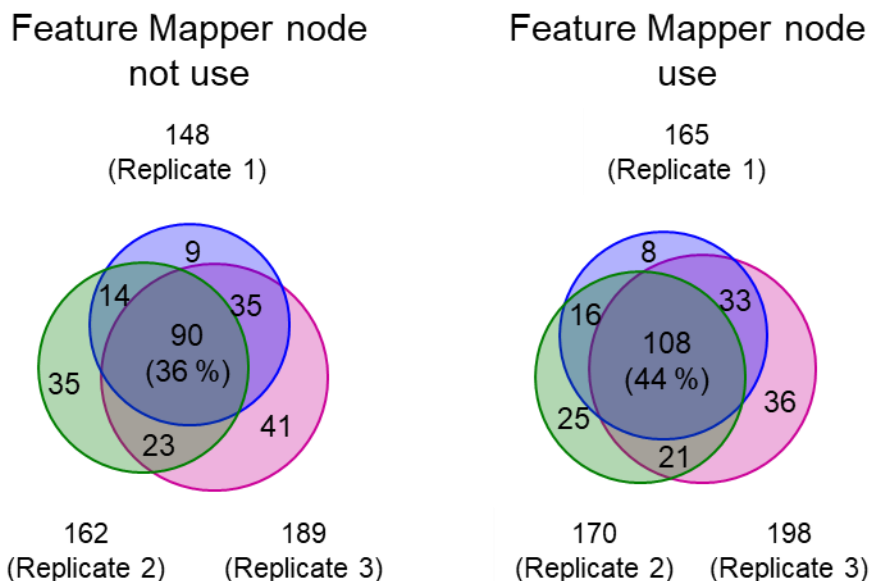 Feature Mapper node
not use
148
(Replicate 1)
9
14
35
90
(36 %)
35
23
41
162
(Replicate 2)
189
(Replicate 3)
Feature Mapper node
use
165
(Replicate 1)
8
16
33
108
(44 %)
25
21
36
170
(Replicate 2)
198
(Replicate 3)